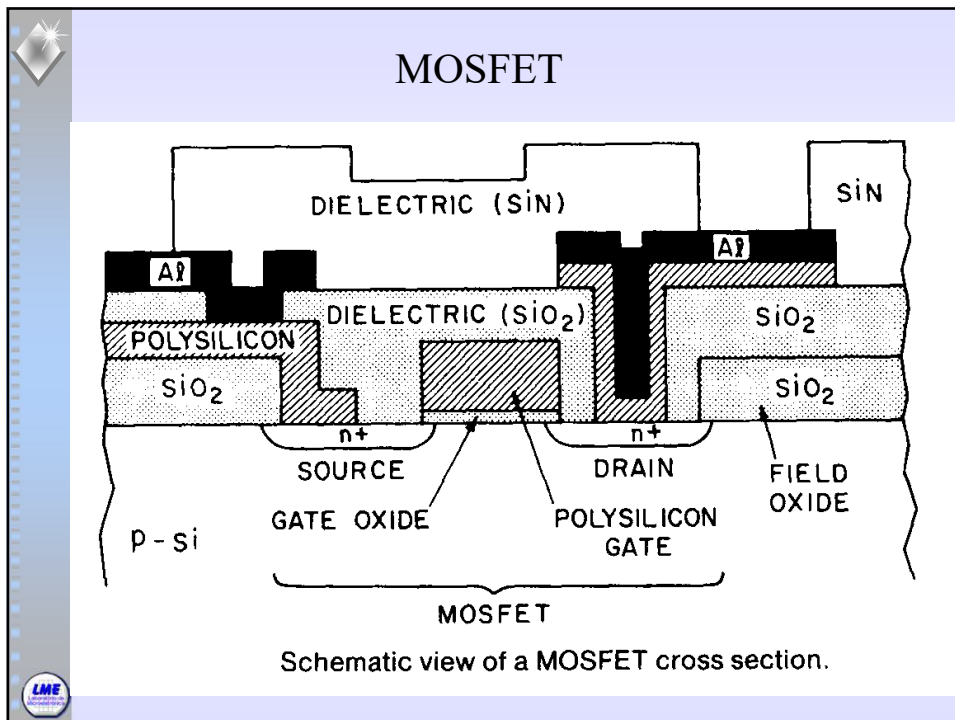 MOSFET
DIELECTRIC (SiN)
SiN
Al
Al
DIELECTRIC (SiO2)
SiO2
POLYSILICON
SiO2
SiO2
n+
n+
SOURCE
DRAIN
FIELD
OXIDE
GATE OXIDE
POLYSILICON
GATE
p-si
MOSFET
Schematic view of a MOSFET cross section.
LME